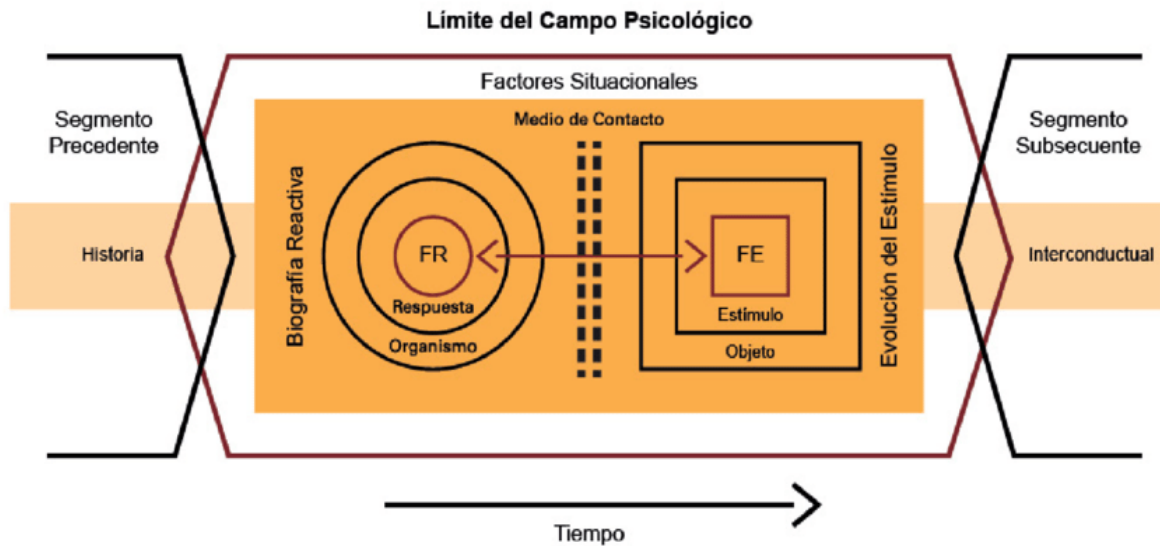 Límite del Campo Psicológico
Factores Situacionales
Segmento
Precedente
Medio de Contacto
Segmento
Subsecuente
Biografía Reactiva
Historia
FR
Respuesta
Organismo
FE
Estímulo
Objeto
Evolución del Estímulo
Interconductual
Tiempo